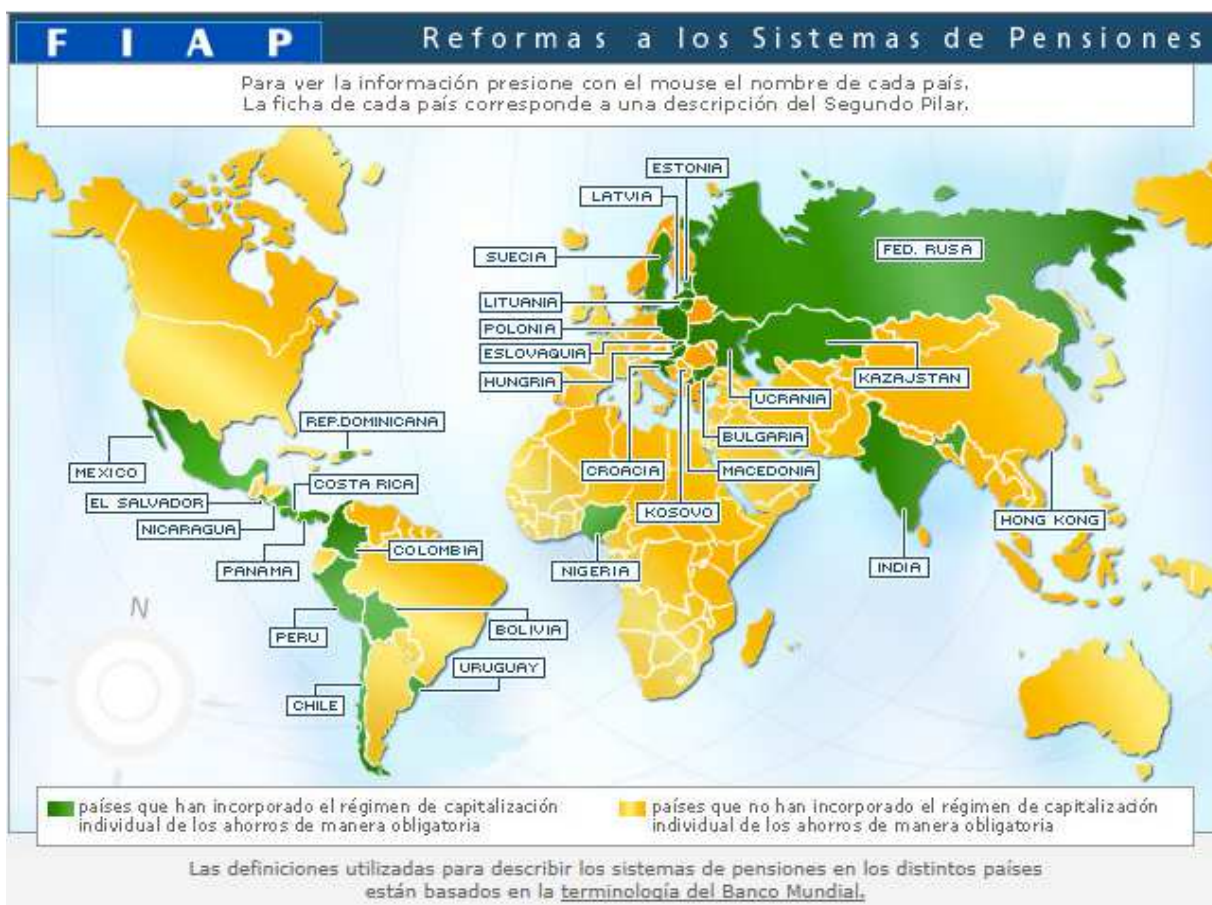 FIAP
Reformas a los Sistemas de Pensiones
Para ver la información presione con el mouse el nombre de cada país.
La ficha de cada país corresponde a una descripción del Segundo Pilar.
ESTONIA
LATVIA
SUECIA
FED. RUSA
LITUANIA
POLONIA
ESLOVAQUIA
HUNGRIA
KAZAJSTAN
UCRANIA
REP.DOMINICANA
BULGARIA
MEXICO
CROACIA
MACEDONIA
COSTA RICA
EL SALVADOR
KOSOVO
HONG KONG
NICARAGUA
COLOMBIA
PANAMA
NIGERIA
INDIA
N
PERU
BOLIVIA
URUGUAY
CHILE
países que han incorporado el régimen de capitalización
individual de los ahorros de manera obligatoria
países que no han incorporado el régimen de capitalización
individual de los ahorros de manera obligatoria
Las definiciones utilizadas para describir los sistemas de pensiones en los distintos países
están basados en la terminología del Banco Mundial.